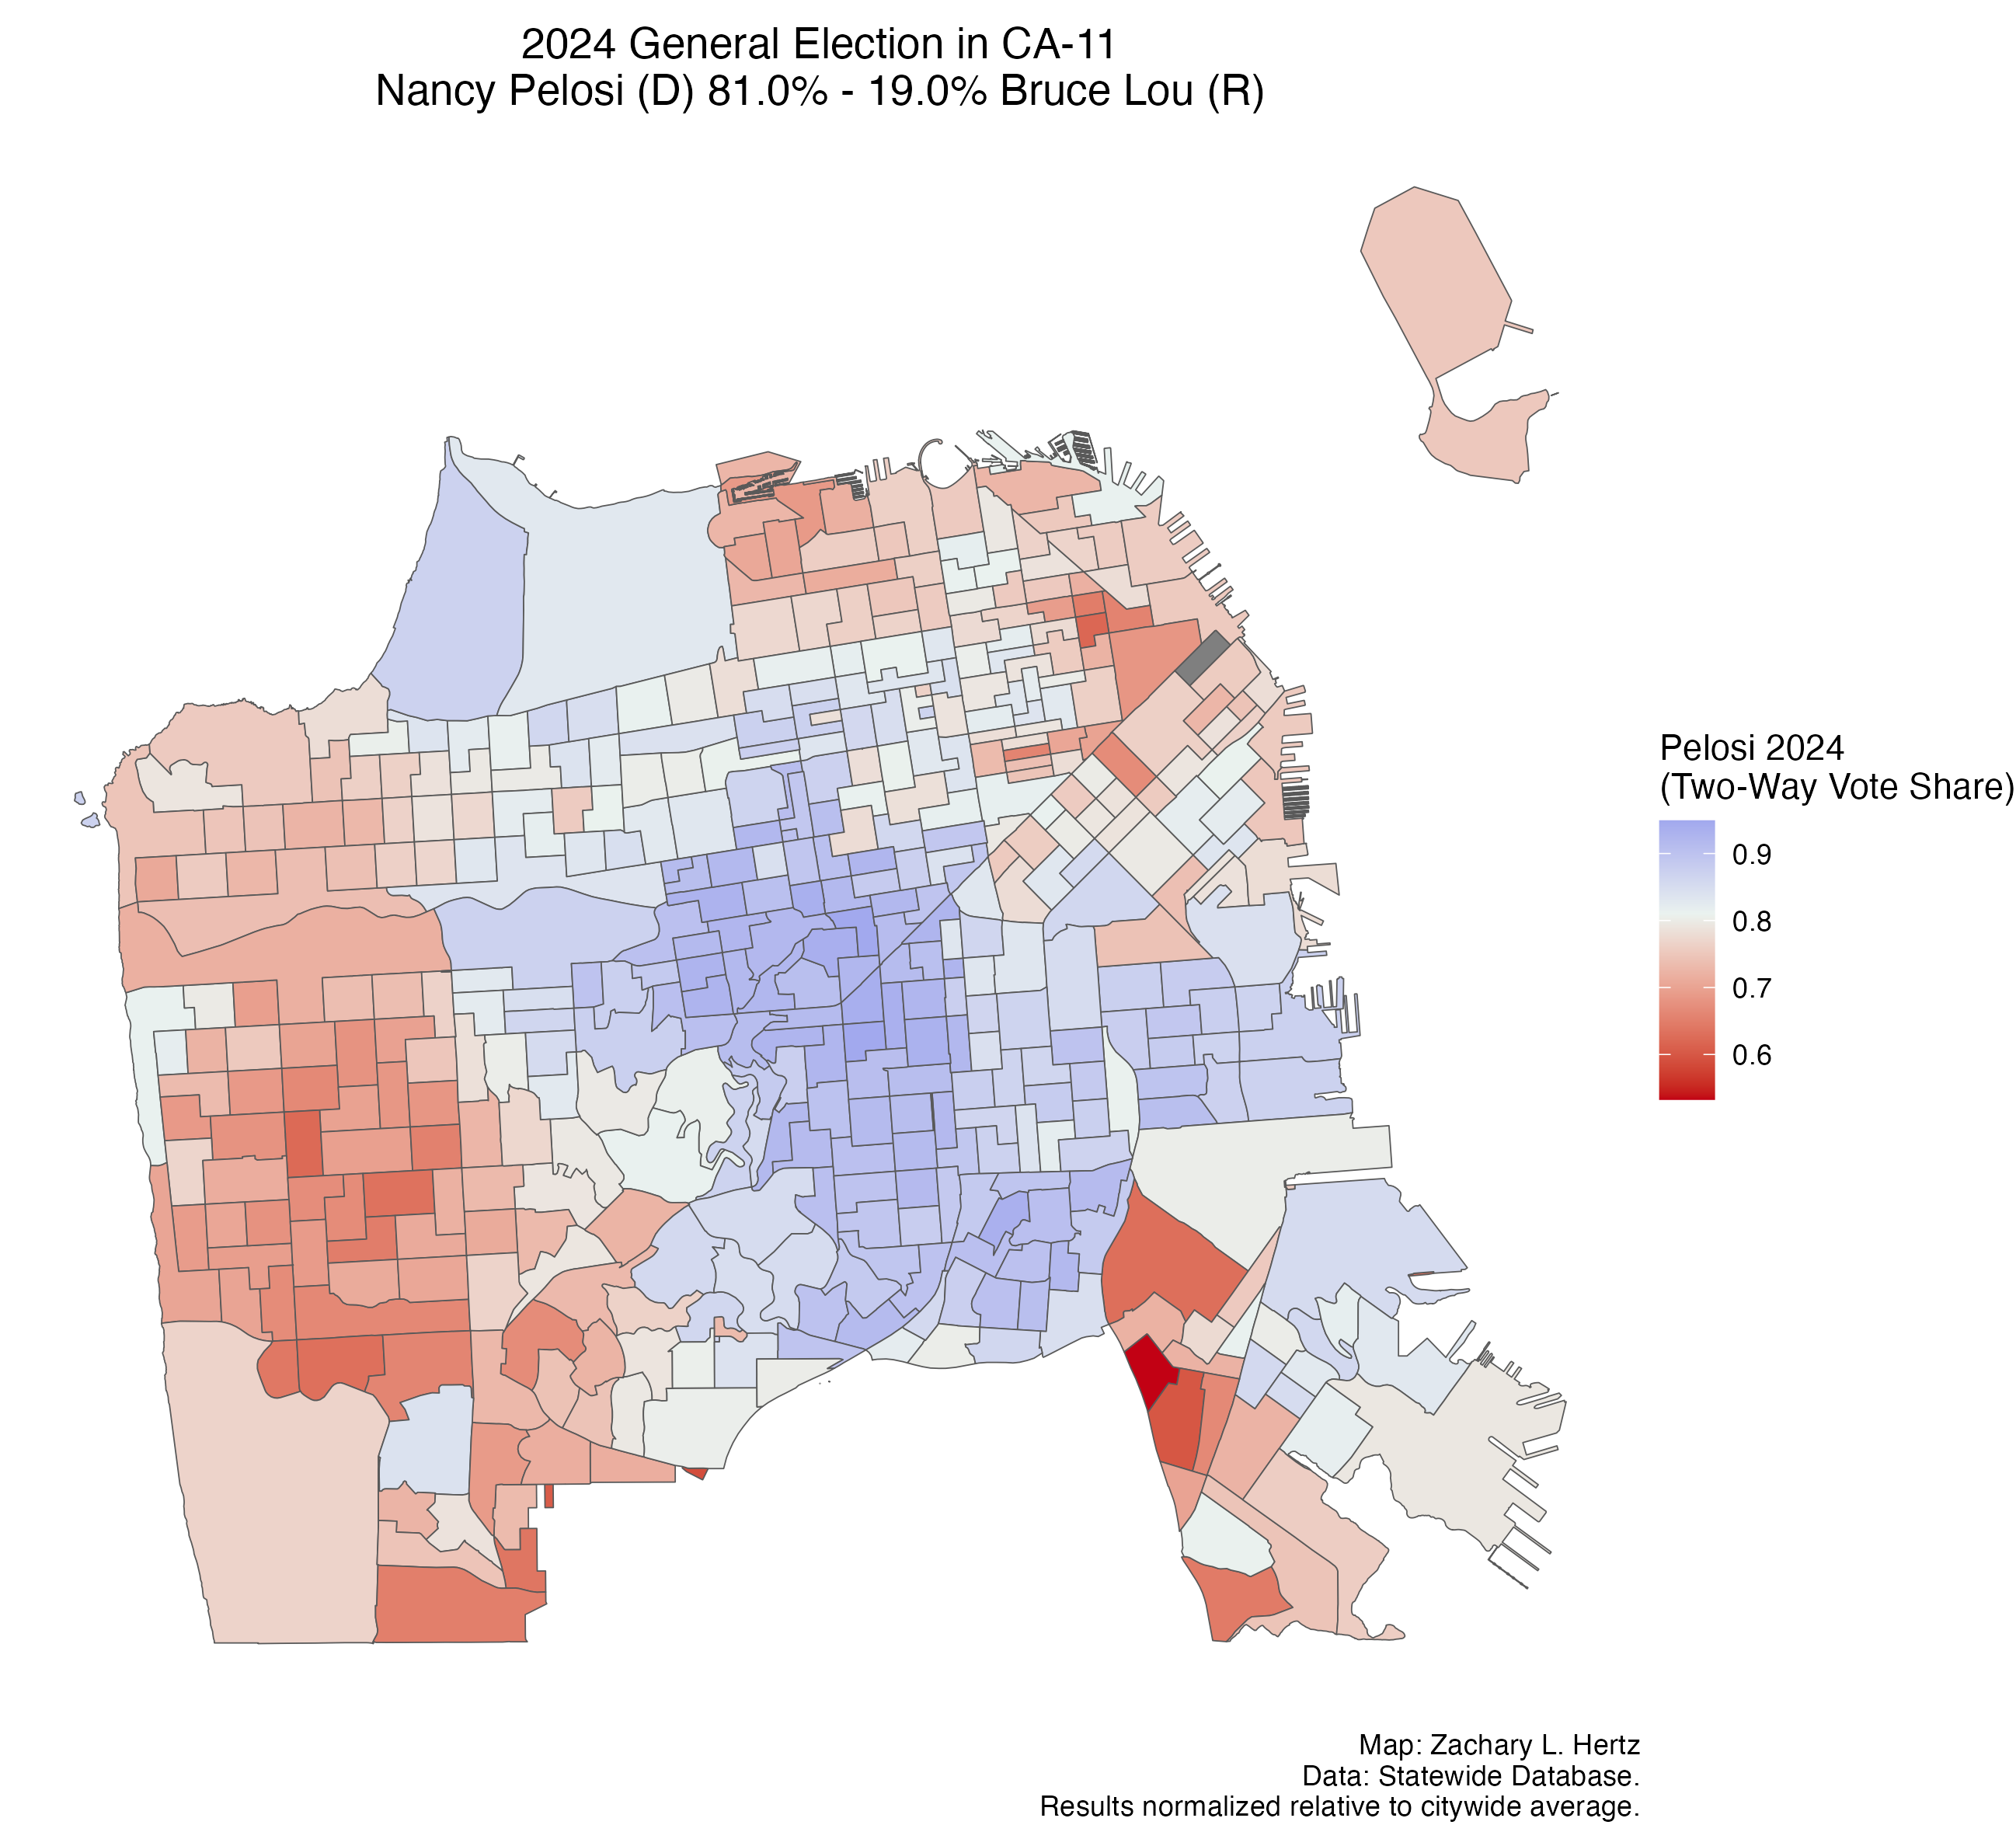 2024 General Election in CA-11
Nancy Pelosi (D) 81.0% - 19.0% Bruce Lou (R)
Pelosi 2024
(Two-Way Vote Share)
0.9
0.8
0.7
0.6
Map: Zachary L. Hertz
Data: Statewide Database.
Results normalized relative to citywide average.